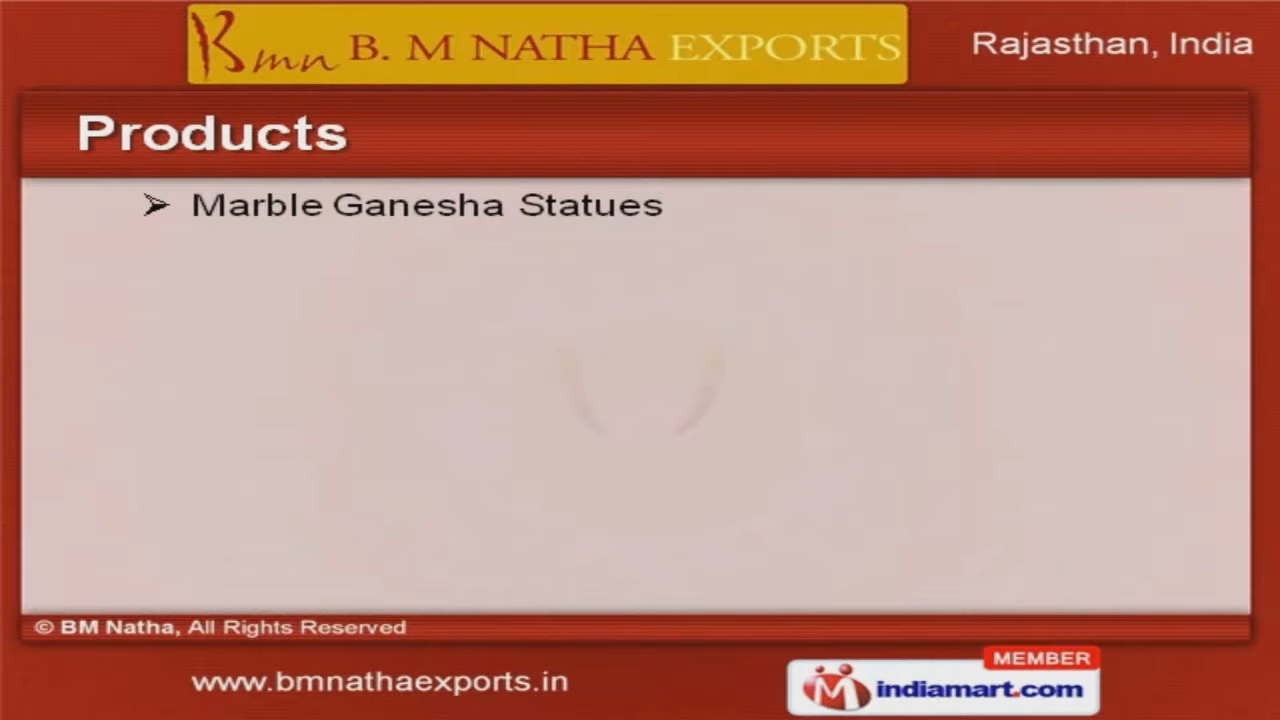 Bmn B. M NATHA EXPORTS
Rajasthan, India
Products
➢ Marble Ganesha Statues
© BM Natha, All Rights Reserved
www.bmnathaexports.in
MEMBER
indiamart.com